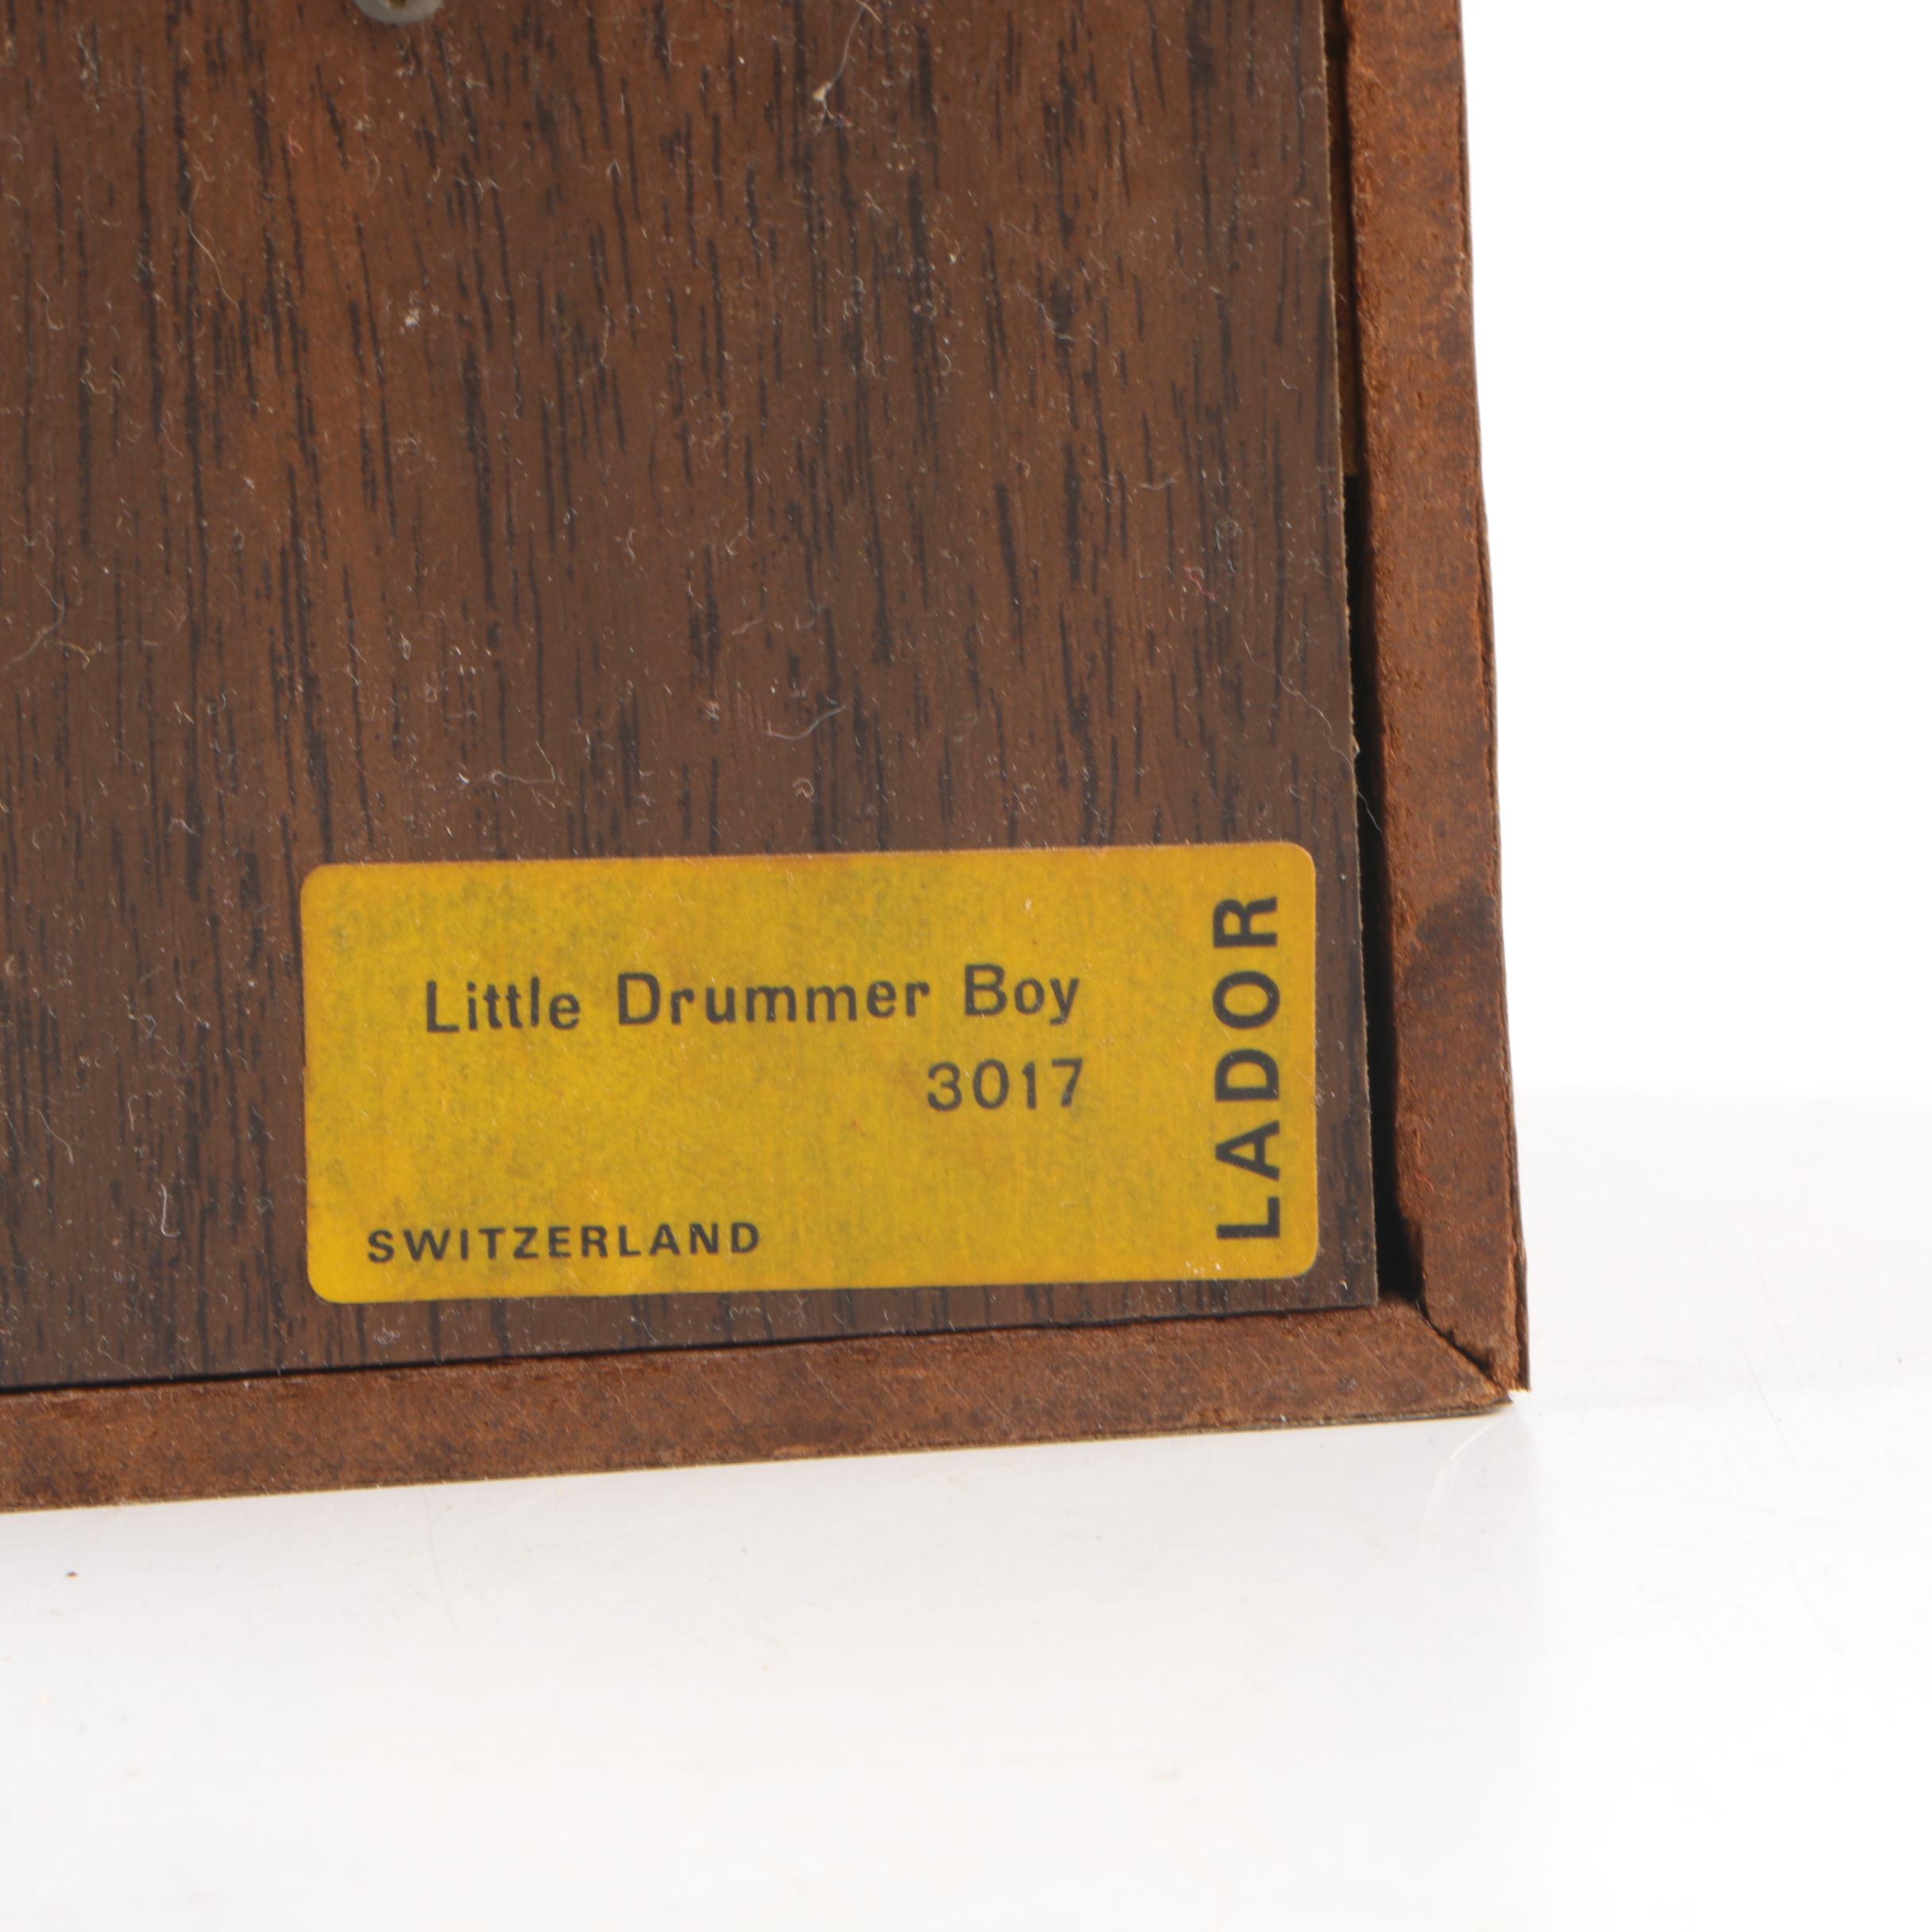 Little Drummer Boy
3017
SWITZERLAND
LADOR